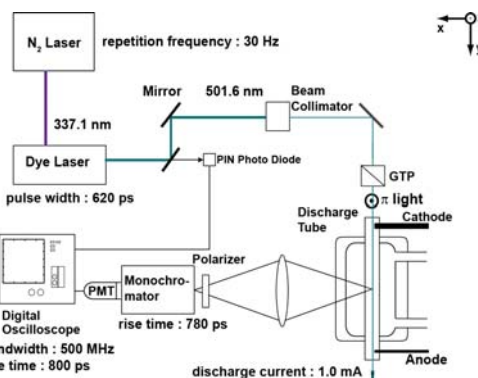 N₂ Laser
repetition frequency : 30 Hz
x
y
337.1 nm
Mirror
501.6 nm
Beam
Collimator
Dye Laser
PIN Photo Diode
pulse width : 620 ps
GTP
π light
Discharge
Tube
Cathode
Polarizer
PMT
Monochro-
mator
Digital
Oscilloscope
rise time : 780 ps
ndwidth : 500 MHz
e time : 800 ps
Anode
discharge current : 1.0 mA